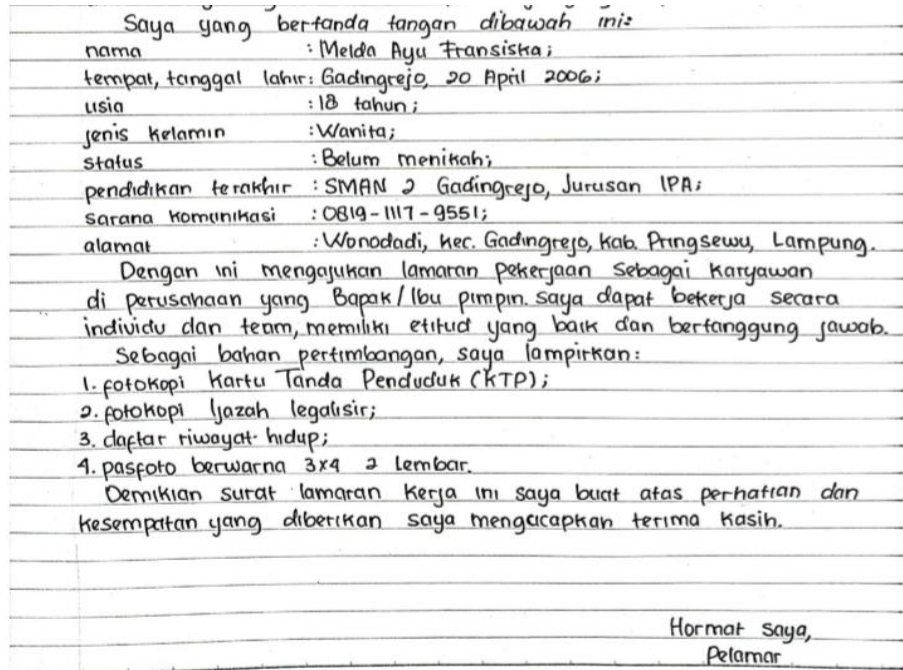 Saya yang bertanda tangan dibawah ini:
nama : Melda Ayu Fransiska;
tempat, tanggal lahir: Gadingrejo, 20 April 2006;
usia : 18 tahun;
jenis kelamin : Wanita;
status : Belum menikah;
pendidikan terakhir : SMAN 2 Gadingrejo, Jurusan IPA;
sarana komunikasi : 0819-1117-9551;
alamat : Wonodadi, kec. Gadingrejo, kab. Pringsewu, Lampung.
Dengan ini mengajukan lamaran pekerjaan sebagai karyawan
di perusahaan yang Bapak/Ibu pimpin. saya dapat bekerja secara
individu dan team, memiliki etitud yang baik dan bertanggung jawab.
Sebagai bahan pertimbangan, saya lampirkan:
1. fotokopi Kartu Tanda Penduduk (KTP);
2. fotokopi Ijazah legalisir;
3. daftar riwayat hidup;
4. pasfoto berwarna 3x4 2 lembar.
Demikian surat lamaran kerja ini saya buat atas perhatian dan
kesempatan yang diberikan saya mengucapkan terima kasih.
Hormat saya,
Pelamar